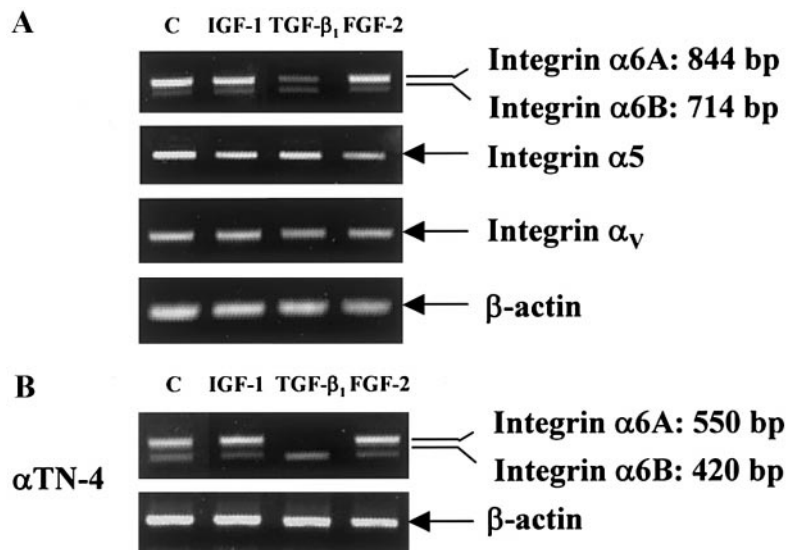 A
C IGF-1 TGF-β₁ FGF-2
Integrin α6A: 844 bp
Integrin α6B: 714 bp
Integrin α5
Integrin αᵥ
β-actin
B
C IGF-1 TGF-β₁ FGF-2
αTN-4
Integrin α6A: 550 bp
Integrin α6B: 420 bp
β-actin